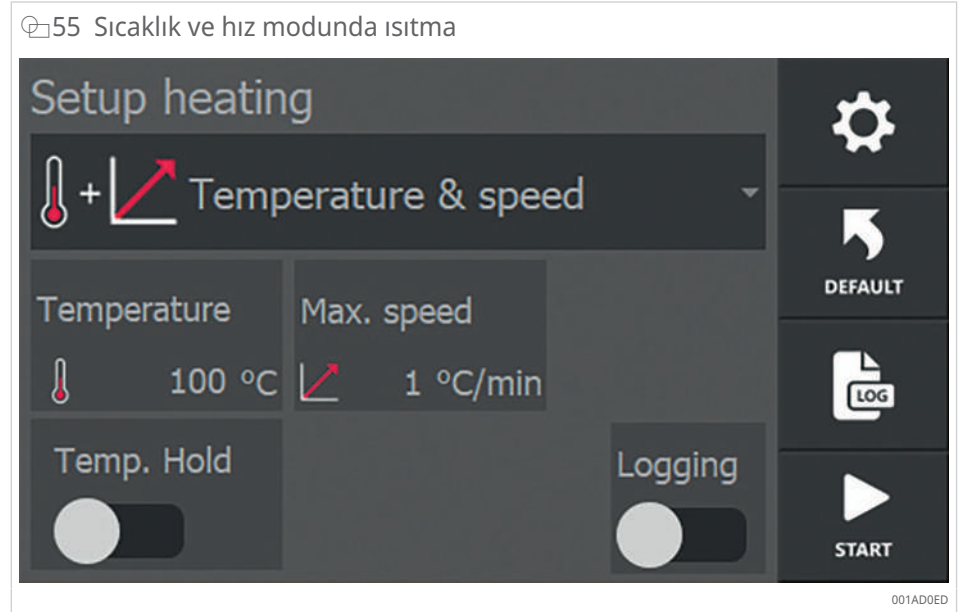 55 Sıcaklık ve hız modunda ısıtma
Setup heating
+ Temperature & speed
Temperature
100 °C
Max. speed
1 °C/min
Temp. Hold
Logging
DEFAULT
LOG
START
001AD0ED